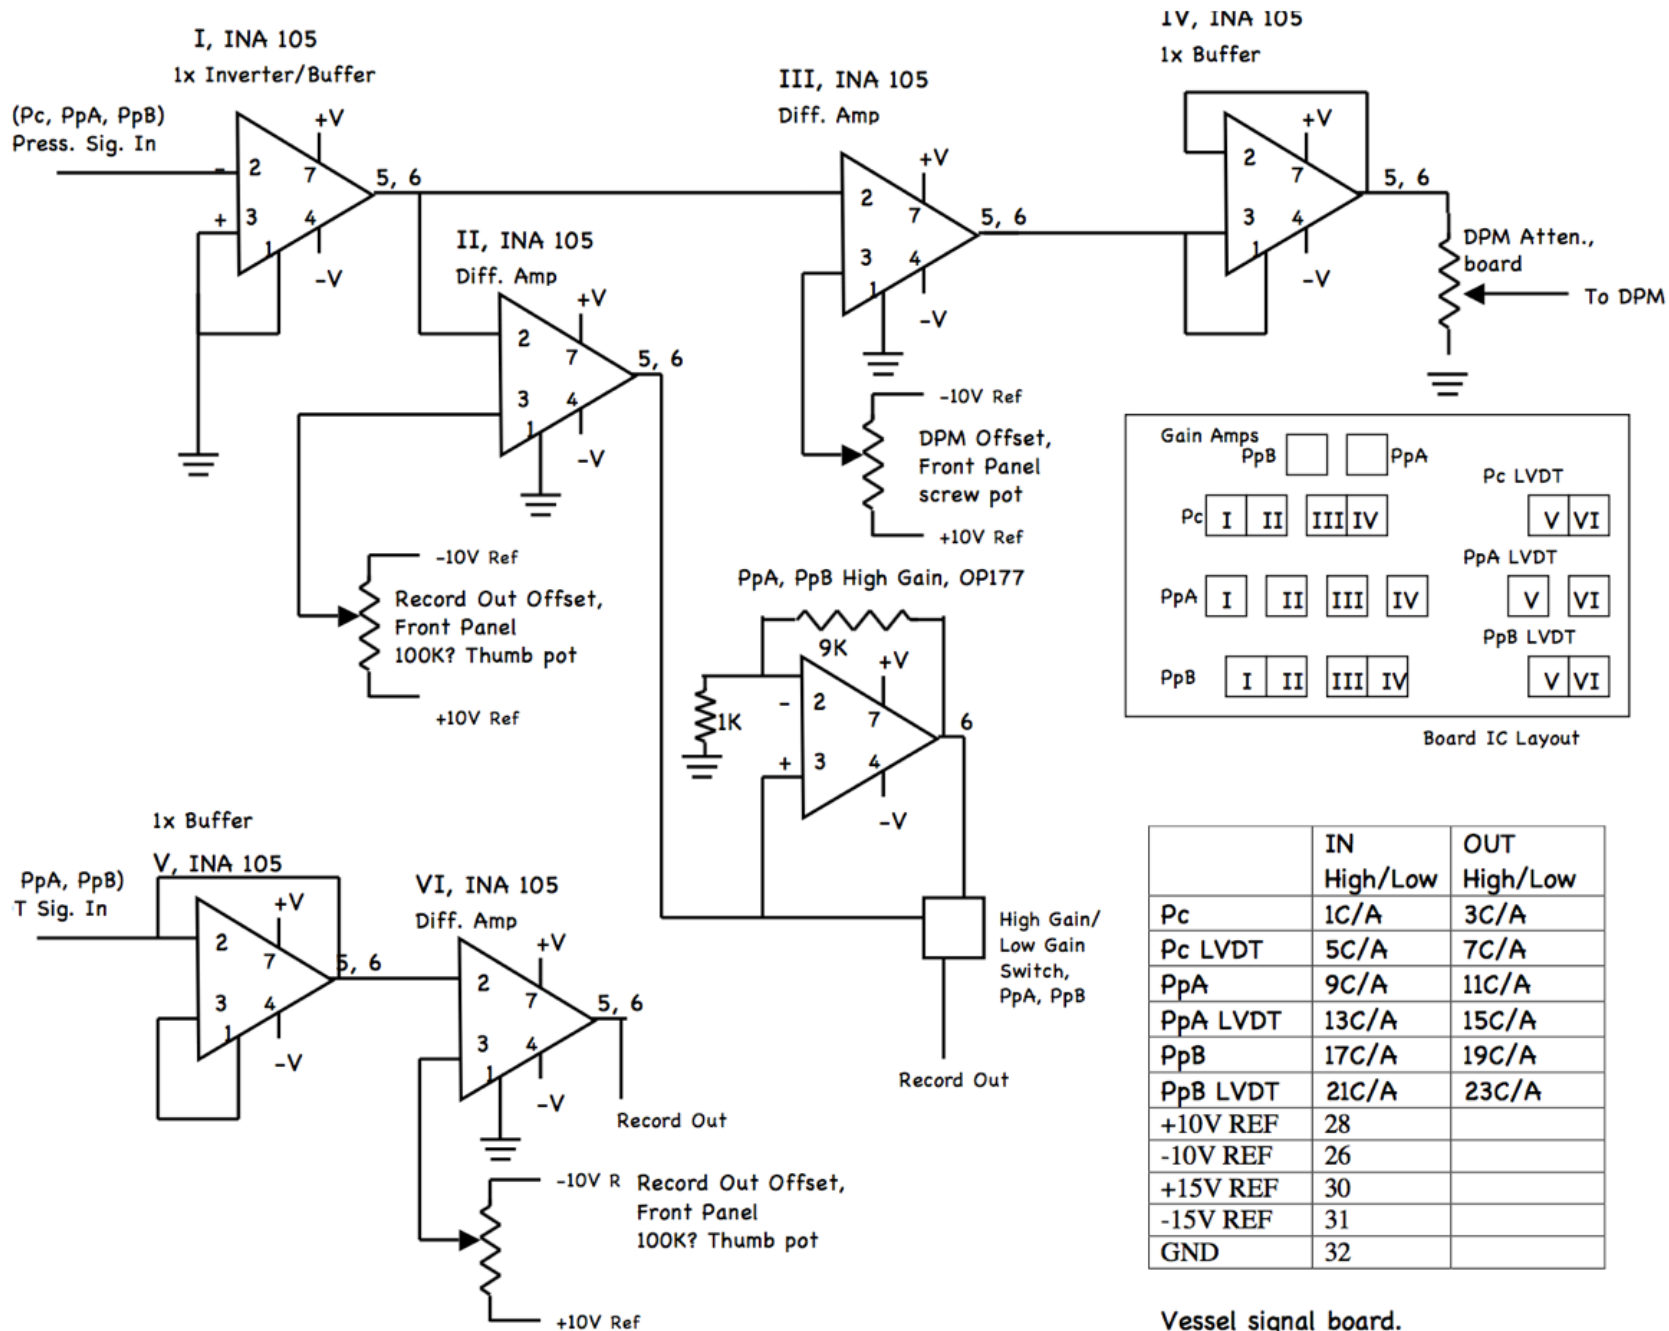 I, INA 105
1x Inverter/Buffer
(Pc, PpA, PpB)
Press. Sig. In
-
2
+V
7
5, 6
+
3
4
1
-V
II, INA 105
Diff. Amp
+V
2
7
5, 6
3
4
1
-V
-10V Ref
Record Out Offset,
Front Panel
100K? Thumb pot
+10V Ref
III, INA 105
Diff. Amp
+V
2
7
5, 6
3
4
1
-V
-10V Ref
DPM Offset,
Front Panel
screw pot
+10V Ref
IV, INA 105
1x Buffer
+V
2
7
5, 6
3
4
1
-V
DPM Atten.,
board
To DPM
PpA, PpB High Gain, OP177
9K
+V
1K
-
2
7
6
+
3
4
-V
High Gain/
Low Gain
Switch,
PpA, PpB
Record Out
1x Buffer
V, INA 105
PpA, PpB)
T Sig. In
+V
2
7
5, 6
3
4
1
-V
VI, INA 105
Diff. Amp
+V
2
7
5, 6
3
4
1
-V
Record Out
-10V R
Record Out Offset,
Front Panel
100K? Thumb pot
+10V Ref
Gain Amps
PpB PpA
Pc LVDT
Pc I II III IV V VI
PpA LVDT
PpA I II III IV V VI
PpB LVDT
PpB I II III IV V VI
Board IC Layout
IN OUT
High/Low High/Low
Pc 1C/A 3C/A
Pc LVDT 5C/A 7C/A
PpA 9C/A 11C/A
PpA LVDT 13C/A 15C/A
PpB 17C/A 19C/A
PpB LVDT 21C/A 23C/A
+10V REF 28
-10V REF 26
+15V REF 30
-15V REF 31
GND 32
Vessel signal board.